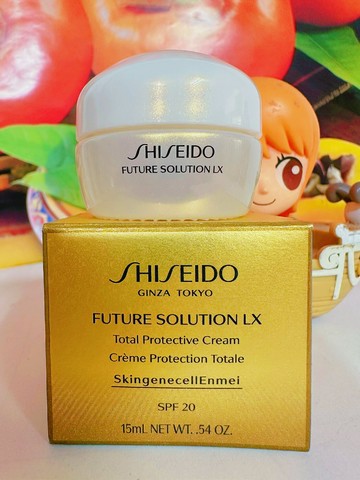 SHISEIDO
FUTURE SOLUTION LX
SHISEIDO
GINZA TOKYO
FUTURE SOLUTION LX
Total Protective Cream
Crème Protection Totale
SkingenecellEnmei
SPF 20
15mL NET WT. .54 OZ.